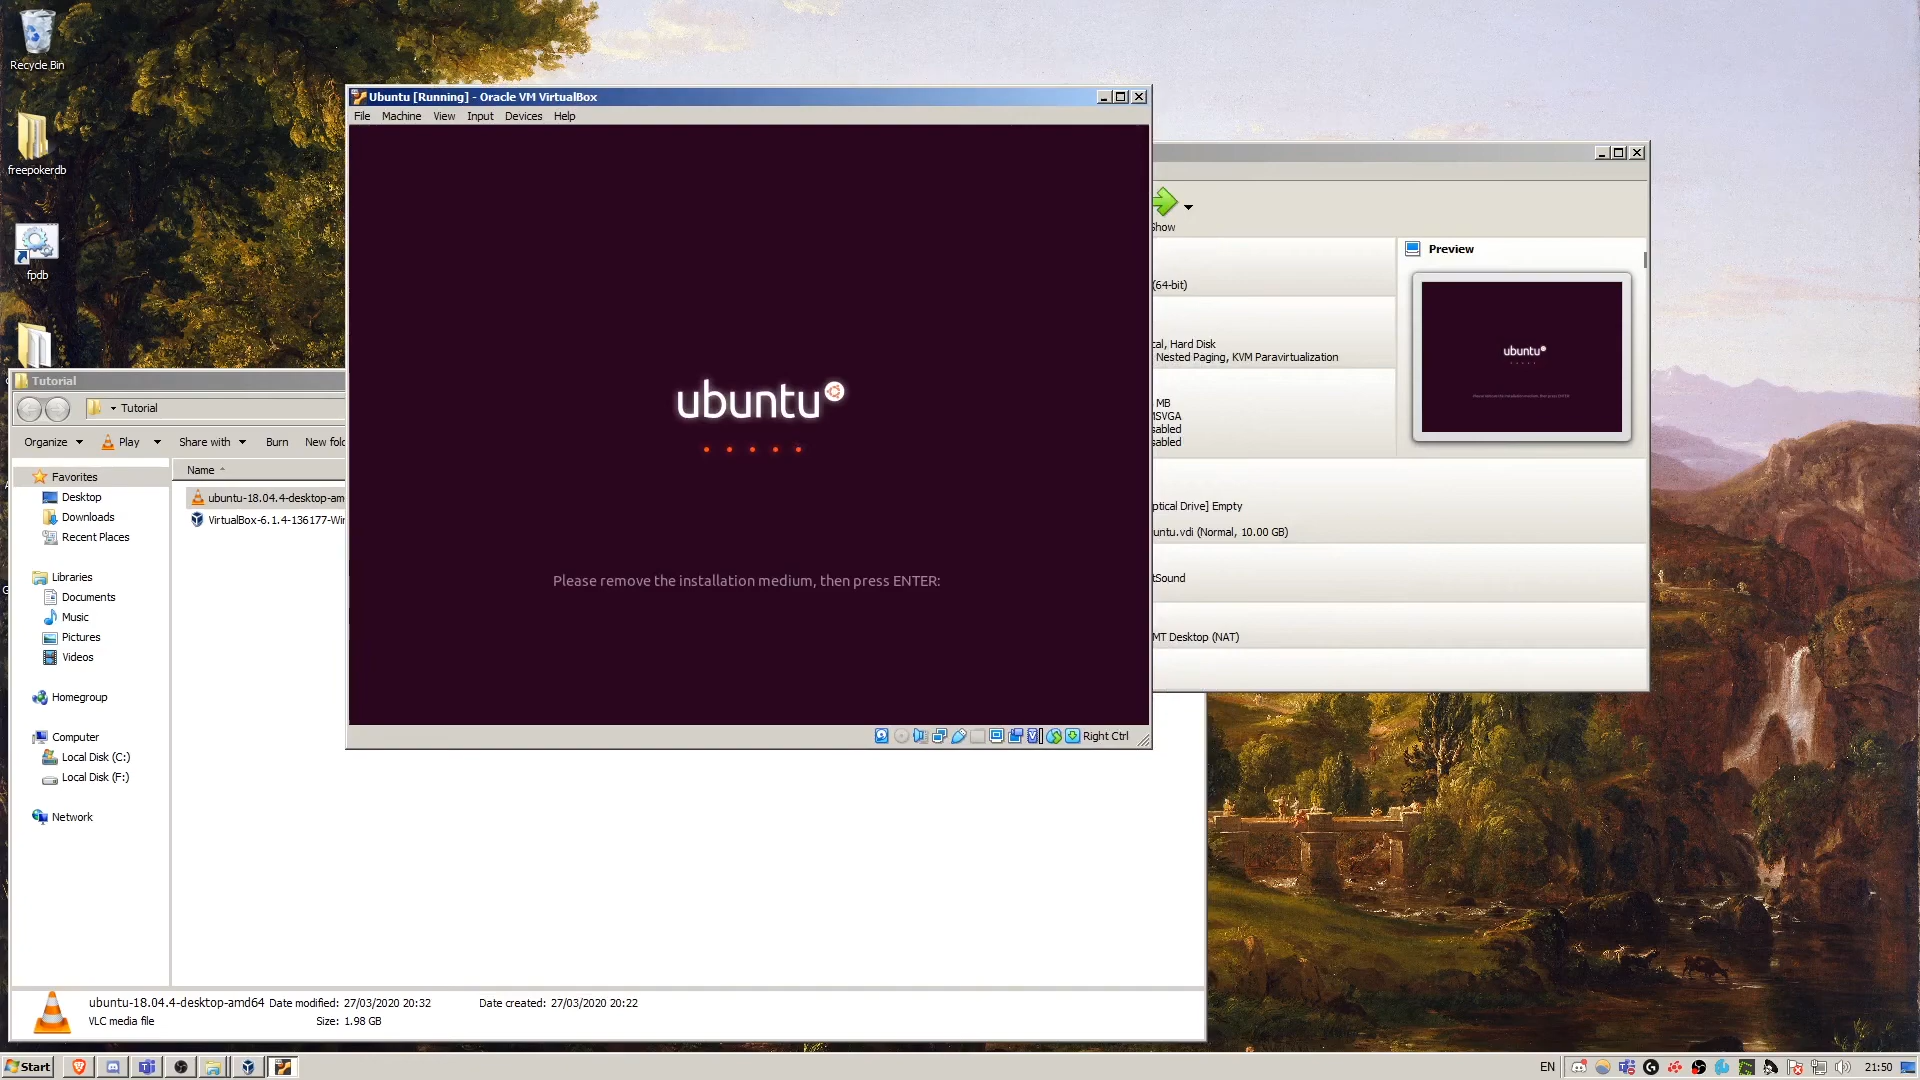 Recycle Bin
freepokerdb
fpdb
Ubuntu [Running] - Oracle VM VirtualBox
File Machine View Input Devices Help
ubuntu
Please remove the installation medium, then press ENTER:
Right Ctrl
Show
(64-bit)
cal, Hard Disk
Nested Paging, KVM Paravirtualization
MB
MSVGA
sabled
sabled
ptical Drive] Empty
untu.vdi (Normal, 10.00 GB)
tSound
MT Desktop (NAT)
Preview
ubuntu
Tutorial
Tutorial
Organize Play Share with Burn New fold
Name
Favorites
Desktop
Downloads
Recent Places
Libraries
Documents
Music
Pictures
Videos
Homegroup
Computer
Local Disk (C:)
Local Disk (F:)
Network
ubuntu-18.04.4-desktop-am
VirtualBox-6.1.4-136177-Wi
ubuntu-18.04.4-desktop-amd64 Date modified: 27/03/2020 20:32 Date created: 27/03/2020 20:22
VLC media file Size: 1.98 GB
Start
EN
21:50